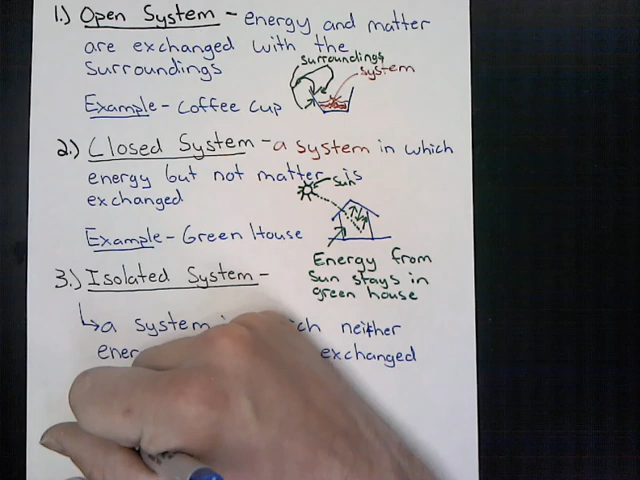 1.) Open System - energy and matter
are exchanged with the
surroundings
surroundings
system
Example - coffee cup
2.) Closed System - a system in which
energy but not matter is
exchanged
sun
Example - Green House
Energy from
sun stays in
green house
3.) Isolated System -
a system neither
exchanged